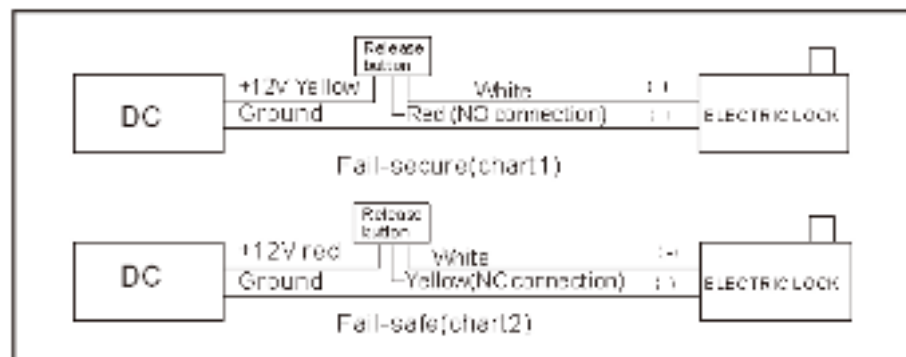 Release
button
+12V Yellow
White
DC
Ground
Red (NO connection)
ELECTRIC LOCK
Fail-secure(chart1)
Release
button
+12V red
White
DC
Ground
Yellow(NC connection)
ELECTRIC LOCK
Fail-safe(chart2)